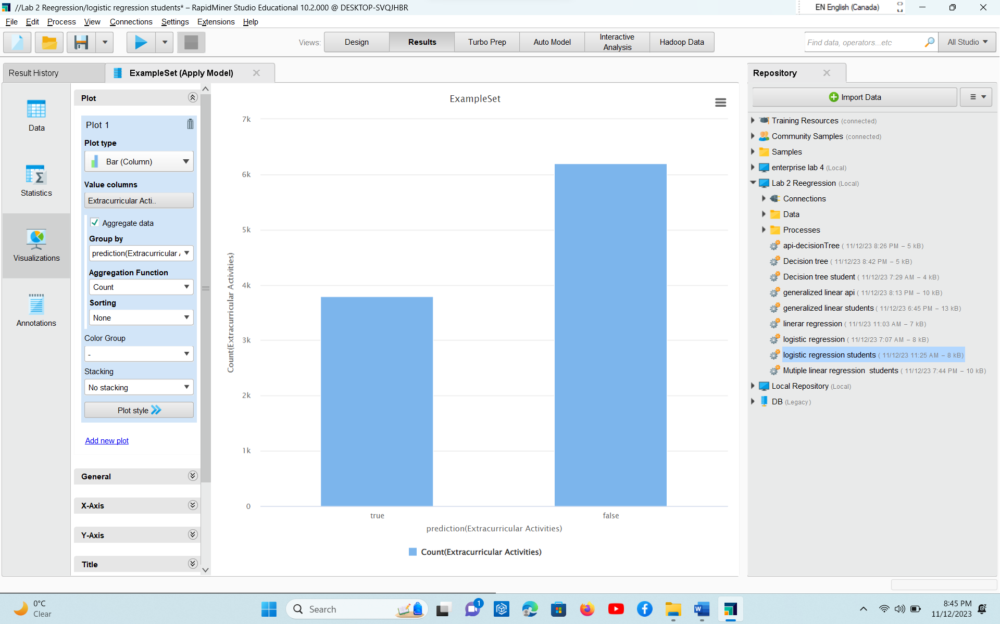 //Lab 2 Reegression/logistic regression students* – RapidMiner Studio Educational 10.2.000 @ DESKTOP-SVQJHBR
EN English (Canada)
File Edit Process View Connections Settings Extensions Help
Views:
Design
Results
Turbo Prep
Auto Model
Interactive
Analysis
Hadoop Data
Find data, operators...etc
All Studio
Result History
ExampleSet (Apply Model)
Data
Statistics
Visualizations
Annotations
Plot
Plot 1
Plot type
Bar (Column)
Value columns
Extracurricular Acti..
Aggregate data
Group by
prediction(Extracurricular
Aggregation Function
Count
Sorting
None
Color Group
-
Stacking
No stacking
Plot style
Add new plot
General
X-Axis
Y-Axis
Title
ExampleSet
7k
6k
5k
4k
3k
2k
1k
0
Count(Extracurricular Activities)
true
false
prediction(Extracurricular Activities)
Count(Extracurricular Activities)
Repository
Import Data
Training Resources (connected)
Community Samples (connected)
Samples
enterprise lab 4 (Local)
Lab 2 Reegression (Local)
Connections
Data
Processes
api-decisionTree ( 11/12/23 8:26 PM – 5 kB)
Decision tree ( 11/12/23 8:42 PM – 5 kB)
Decision tree student ( 11/12/23 7:29 AM – 4 kB)
generalized linear api ( 11/12/23 8:13 PM – 10 kB)
generalized linear students ( 11/12/23 6:45 PM – 13 kB)
linerar regression ( 11/1/23 11:03 AM – 7 kB)
logistic regression ( 11/12/23 7:07 AM – 8 kB)
logistic regression students ( 11/12/23 11:25 AM – 8 kB)
Mutiple linear regression  students ( 11/12/23 7:44 PM – 10 kB)
Local Repository (Local)
DB (Legacy)
0°C
Clear
Search
1
W
8:45 PM
11/12/2023